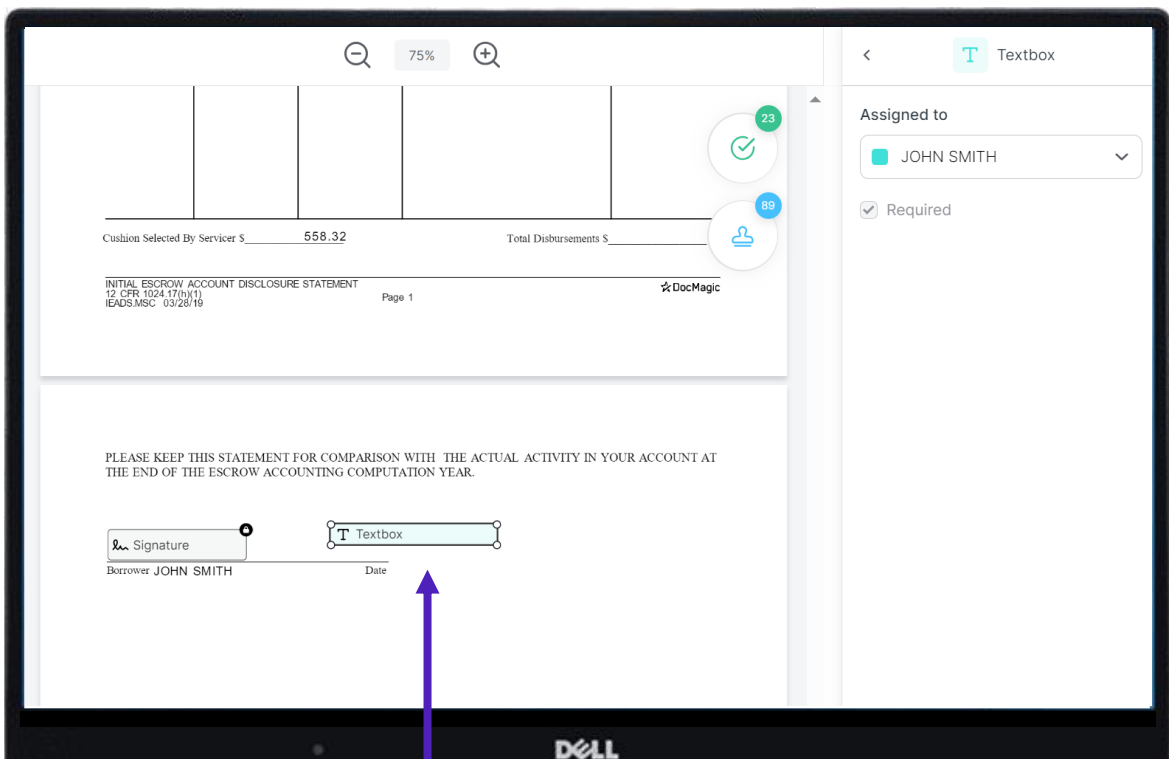 75%
T Textbox
Assigned to
JOHN SMITH
Required
23
89
Cushion Selected By Servicer $ 558.32 Total Disbursements $
INITIAL ESCROW ACCOUNT DISCLOSURE STATEMENT
12 CFR 1024.17(h)(1)
IEADS.MSC 03/28/19
Page 1
DocMagic
PLEASE KEEP THIS STATEMENT FOR COMPARISON WITH THE ACTUAL ACTIVITY IN YOUR ACCOUNT AT
THE END OF THE ESCROW ACCOUNTING COMPUTATION YEAR.
Signature
T Textbox
Borrower JOHN SMITH Date
DELL